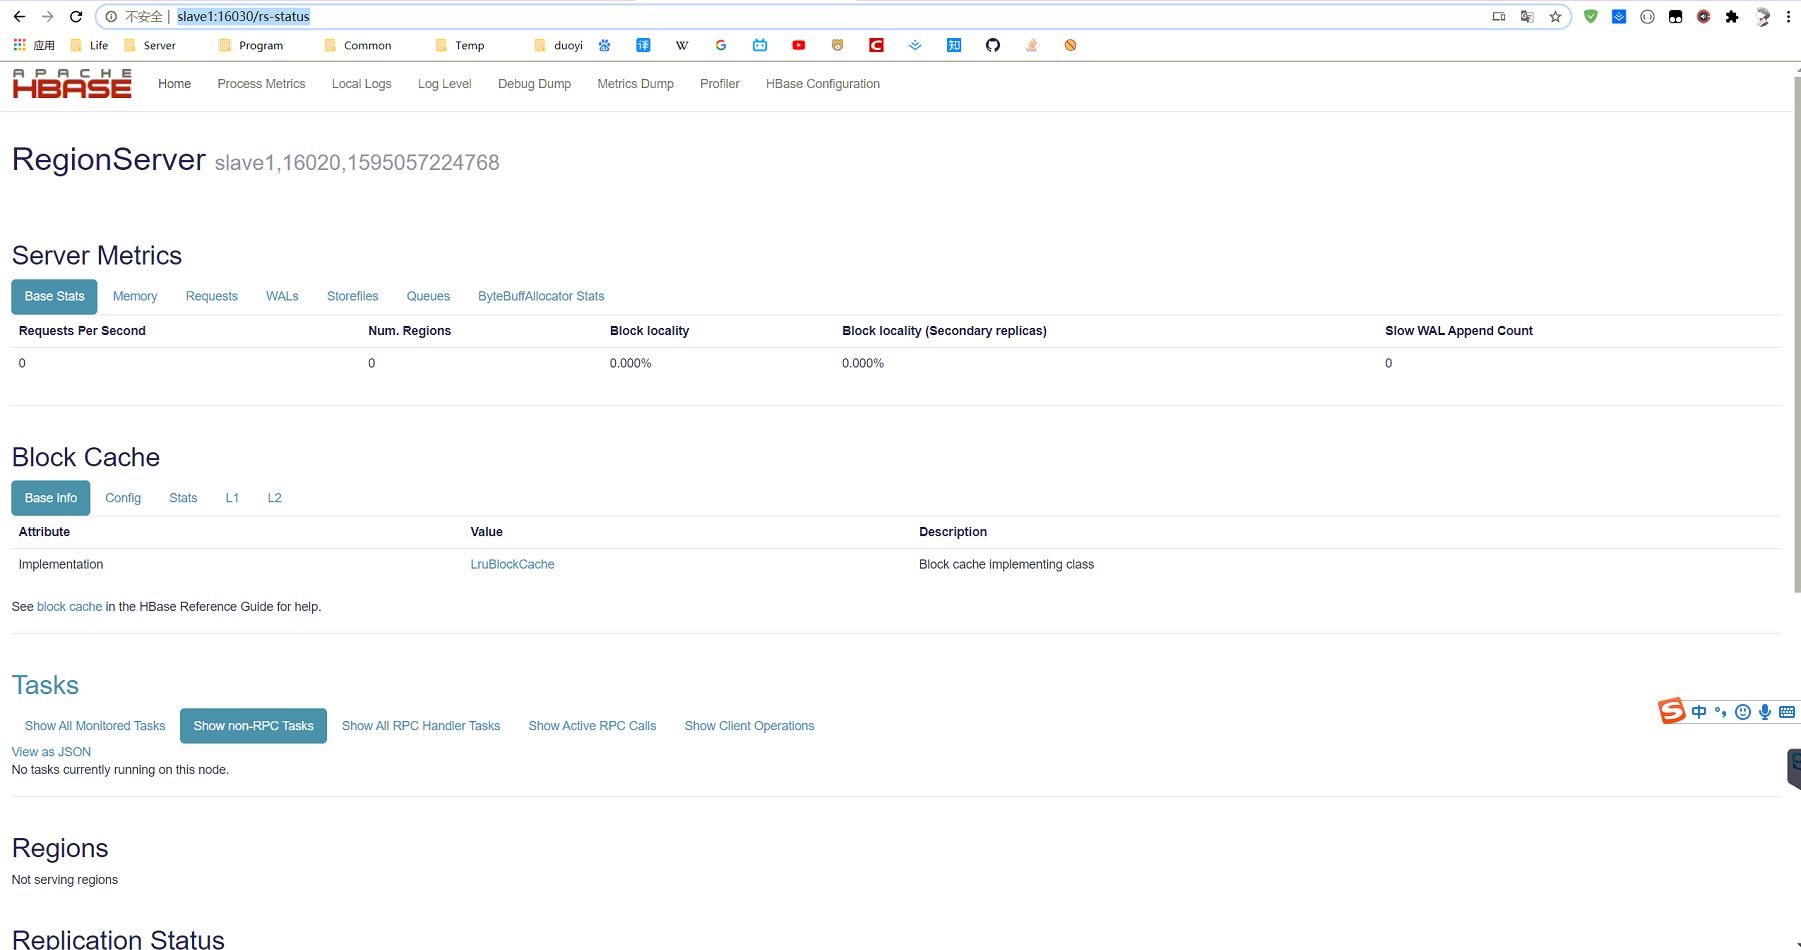 不安全 | slave1:16030/rs-status
应用 Life Server Program Common Temp duoyi 译 W G C 知
APACHE
HBASE
Home Process Metrics Local Logs Log Level Debug Dump Metrics Dump Profiler HBase Configuration
RegionServer slave1,16020,1595057224768
Server Metrics
Base Stats Memory Requests WALs Storefiles Queues ByteBuffAllocator Stats
Requests Per Second Num. Regions Block locality Block locality (Secondary replicas) Slow WAL Append Count
0 0 0.000% 0.000% 0
Block Cache
Base Info Config Stats L1 L2
Attribute Value Description
Implementation LruBlockCache Block cache implementing class
See block cache in the HBase Reference Guide for help.
Tasks
S 中
Show All Monitored Tasks Show non-RPC Tasks Show All RPC Handler Tasks Show Active RPC Calls Show Client Operations
View as JSON
No tasks currently running on this node.
Regions
Not serving regions
Replication Status